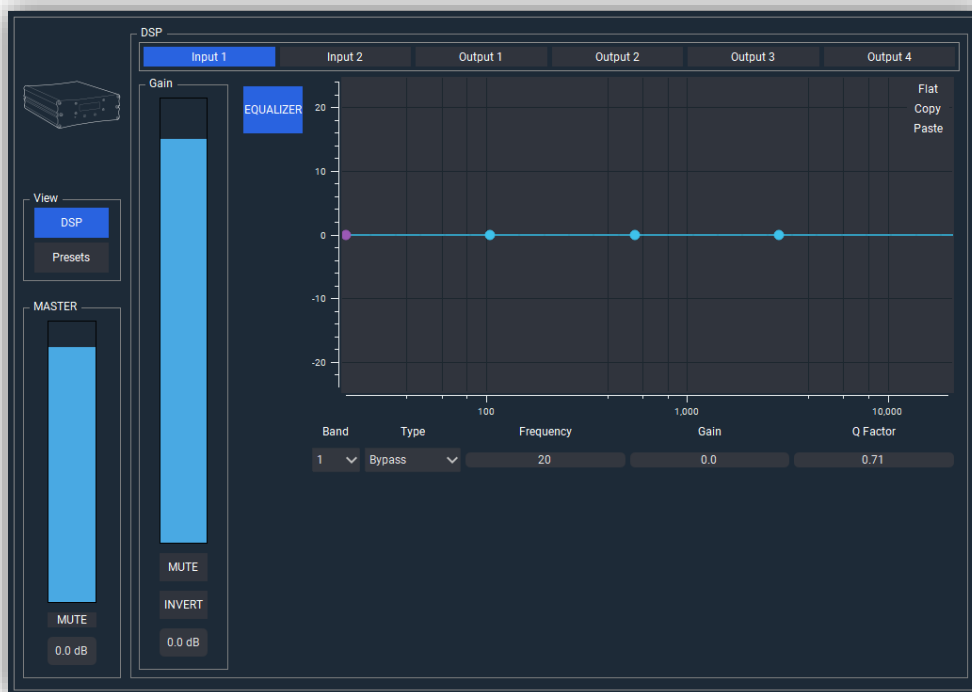 DSP
Input 1 Input 2 Output 1 Output 2 Output 3 Output 4
View
DSP
Presets
MASTER
MUTE
0.0 dB
Gain
MUTE
INVERT
0.0 dB
EQUALIZER
Flat
Copy
Paste
20
10
0
-10
-20
100 1,000 10,000
Band Type Frequency Gain Q Factor
1 Bypass 20 0.0 0.71